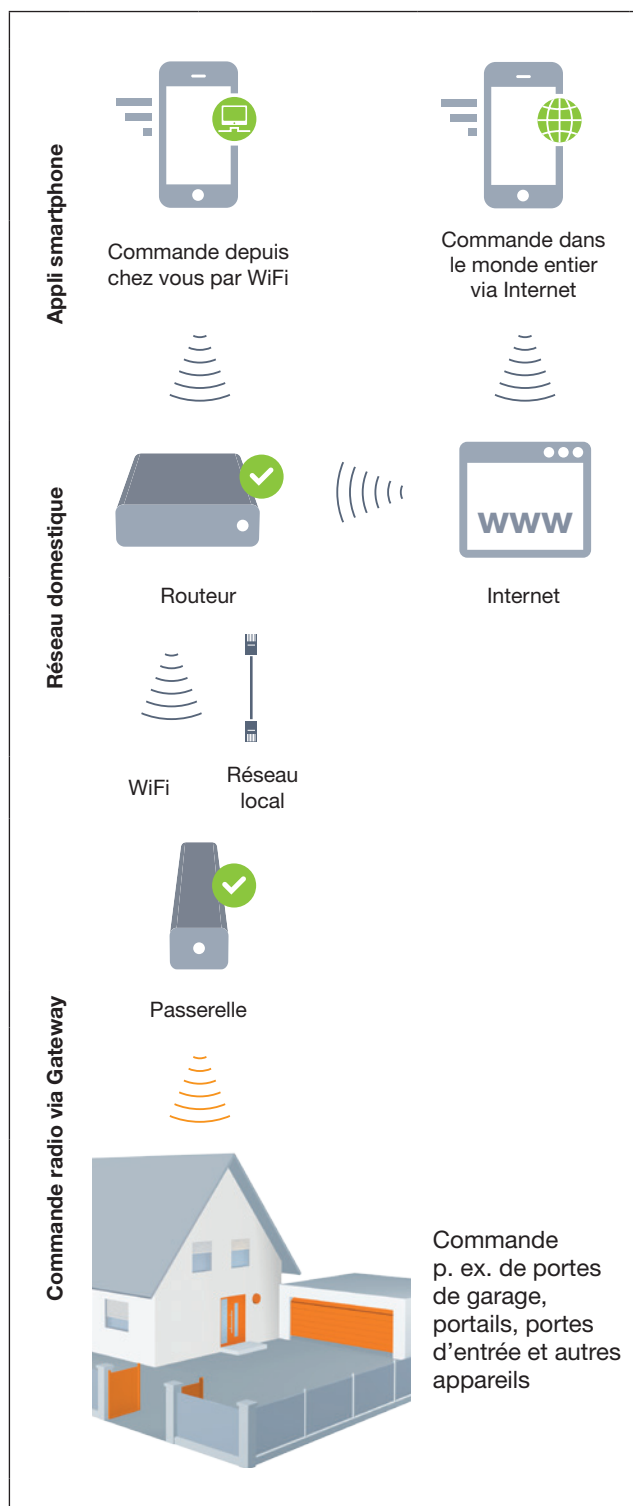 Appli smartphone
Commande depuis
chez vous par WiFi
Commande dans
le monde entier
via Internet
Réseau domestique
www
Routeur
Internet
WiFi
Réseau
local
Commande radio via Gateway
Passerelle
Commande
p. ex. de portes
de garage,
portails, portes
d'entrée et autres
appareils